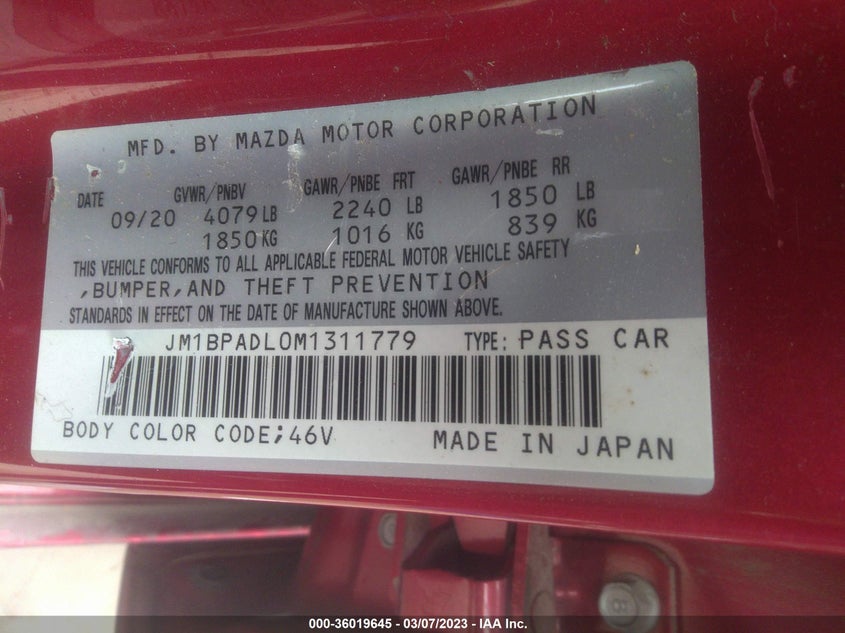 MFD. BY MAZDA MOTOR CORPORATION
DATE GVWR/PNBV GAWR/PNBE FRT GAWR/PNBE RR
09/20 4079 LB 2240 LB 1850 LB
1850 KG 1016 KG 839 KG
THIS VEHICLE CONFORMS TO ALL APPLICABLE FEDERAL MOTOR VEHICLE SAFETY
,BUMPER,AND THEFT PREVENTION
STANDARDS IN EFFECT ON THE DATE OF MANUFACTURE SHOWN ABOVE.
JM1BPADL0M1311779 TYPE: PASS CAR
BODY COLOR CODE;46V MADE IN JAPAN
000-36019645 — 03/07/2023 — IAA Inc.